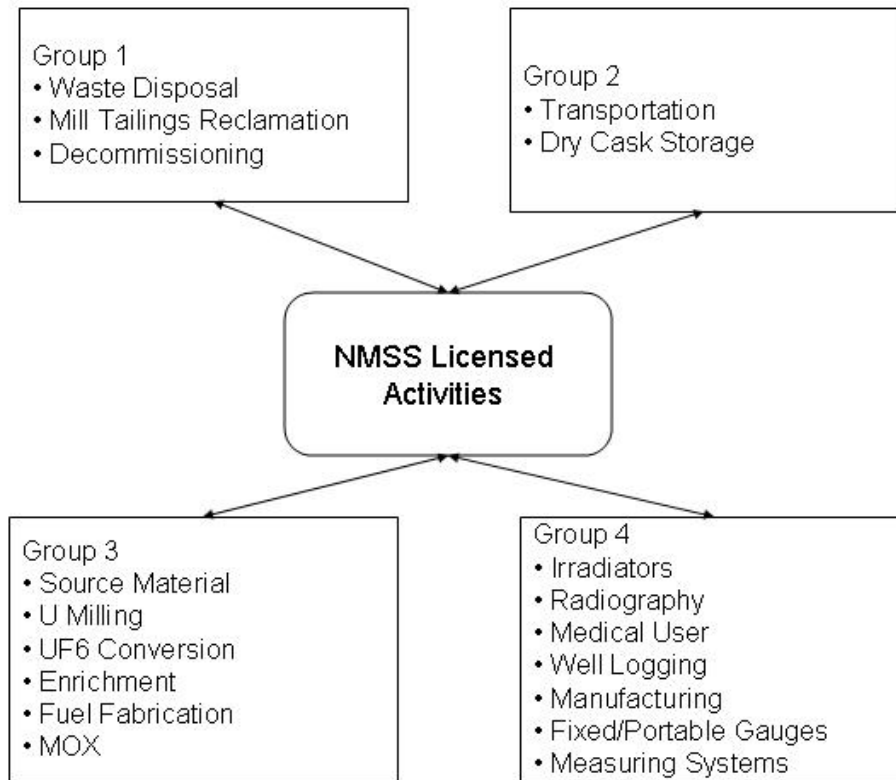 Group 1
• Waste Disposal
• Mill Tailings Reclamation
• Decommissioning
Group 2
• Transportation
• Dry Cask Storage
NMSS Licensed
Activities
Group 3
• Source Material
• U Milling
• UF6 Conversion
• Enrichment
• Fuel Fabrication
• MOX
Group 4
• Irradiators
• Radiography
• Medical User
• Well Logging
• Manufacturing
• Fixed/Portable Gauges
• Measuring Systems